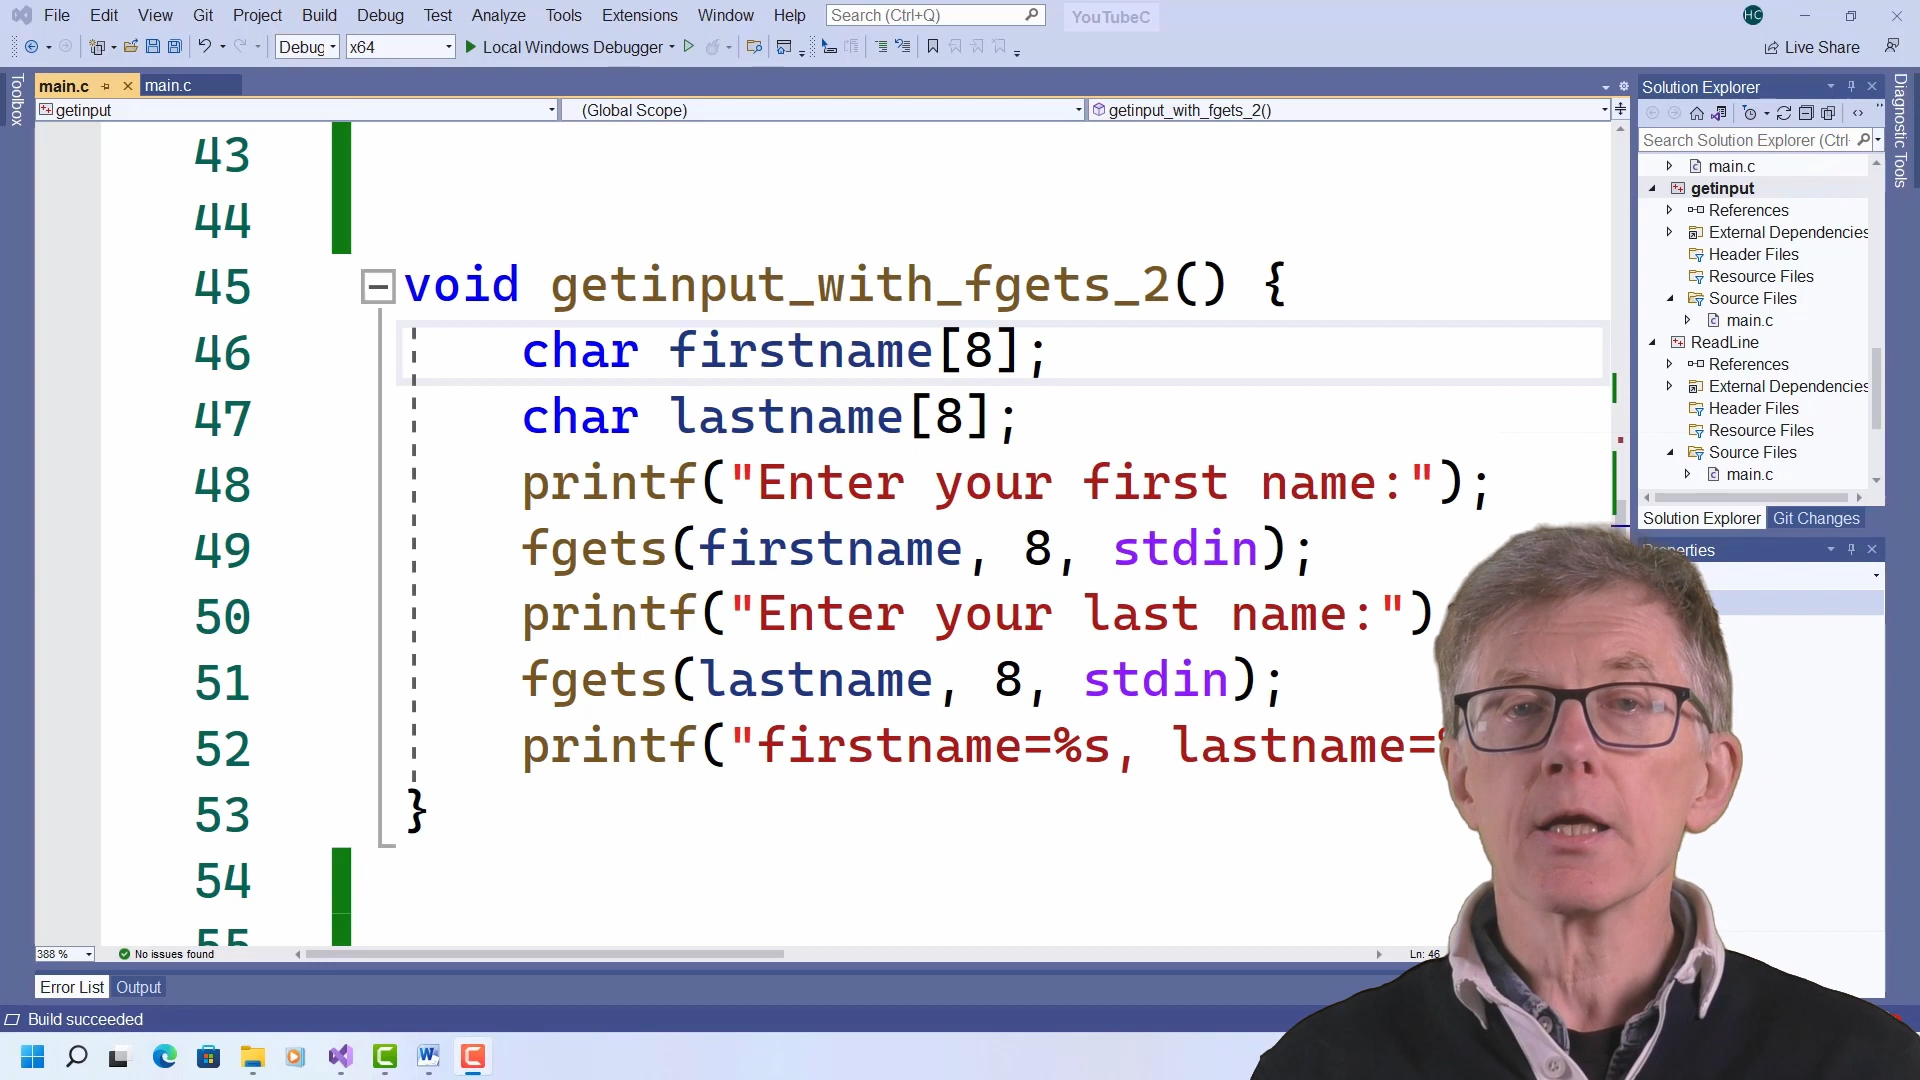 File Edit View Git Project Build Debug Test Analyze Tools Extensions Window Help Search (Ctrl+Q) YouTubeC HC
Debug x64 Local Windows Debugger Live Share
Toolbox
main.c main.c
getinput (Global Scope) getinput_with_fgets_2()
43
44
45 void getinput_with_fgets_2() {
46 char firstname[8];
47 char lastname[8];
48 printf("Enter your first name:");
49 fgets(firstname, 8, stdin);
50 printf("Enter your last name:")
51 fgets(lastname, 8, stdin);
52 printf("firstname=%s, lastname=
53 }
54
55
388 % No issues found Ln: 46
Error List Output
Build succeeded
Solution Explorer
Search Solution Explorer (Ctrl-
main.c
getinput
References
External Dependencies
Header Files
Resource Files
Source Files
main.c
ReadLine
References
External Dependencies
Header Files
Resource Files
Source Files
main.c
Solution Explorer Git Changes
Properties
Diagnostic Tools